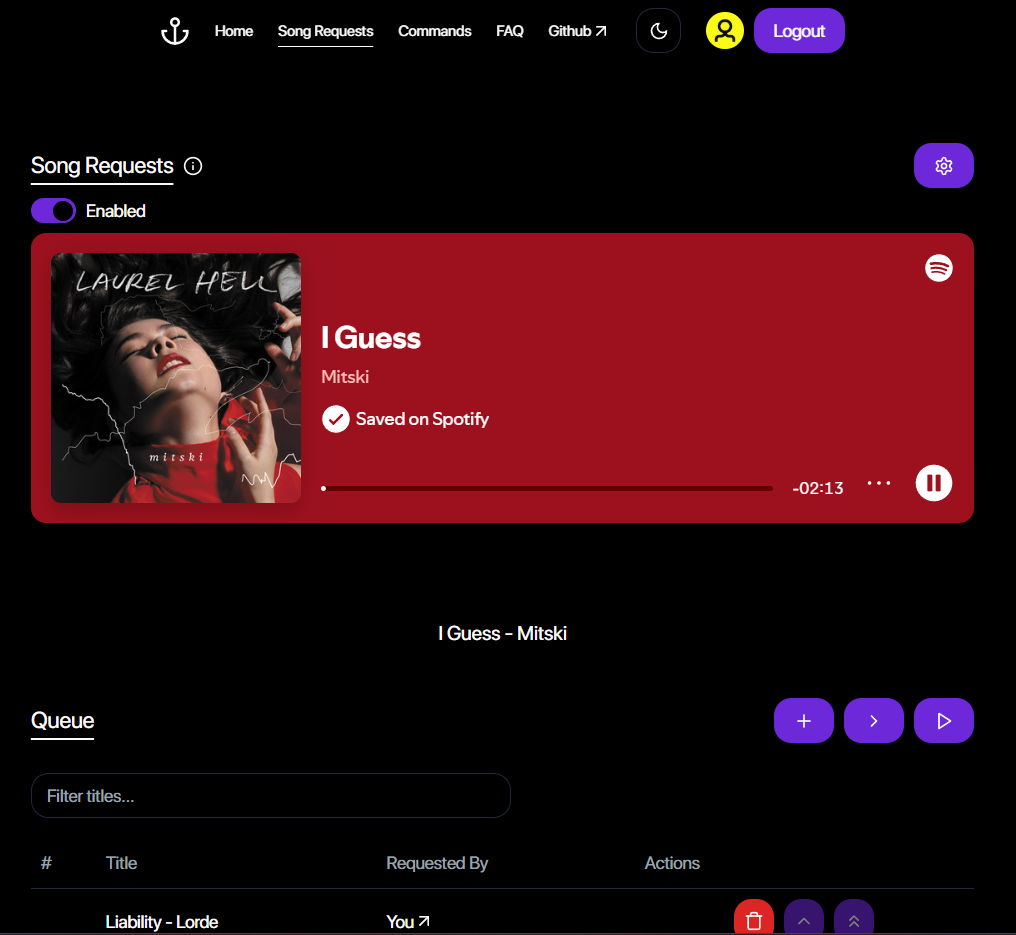 Home Song Requests Commands FAQ Github Logout
Song Requests
Enabled
LAUREL HELL
mitski
I Guess
Mitski
Saved on Spotify
-02:13
I Guess - Mitski
Queue
Filter titles...
# Title Requested By Actions
Liability - Lorde You